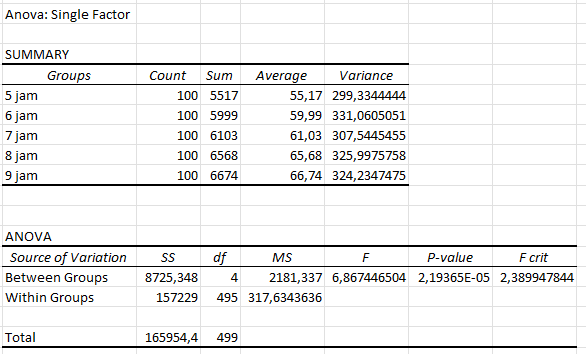 Anova: Single Factor
SUMMARY
Groups Count Sum Average Variance
5 jam 100 5517 55,17 299,3344444
6 jam 100 5999 59,99 331,0605051
7 jam 100 6103 61,03 307,5445455
8 jam 100 6568 65,68 325,9975758
9 jam 100 6674 66,74 324,2347475
ANOVA
Source of Variation SS df MS F P-value F crit
Between Groups 8725,348 4 2181,337 6,867446504 2,19365E-05 2,389947844
Within Groups 157229 495 317,6343636
Total 165954,4 499